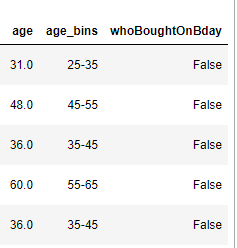 age age_bins whoBoughtOnBday
31.0 25-35 False
48.0 45-55 False
36.0 35-45 False
60.0 55-65 False
36.0 35-45 False